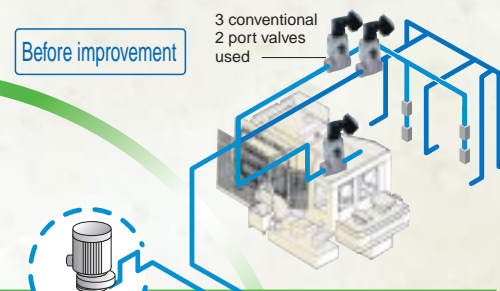 Before improvement
3 conventional
2 port valves
used